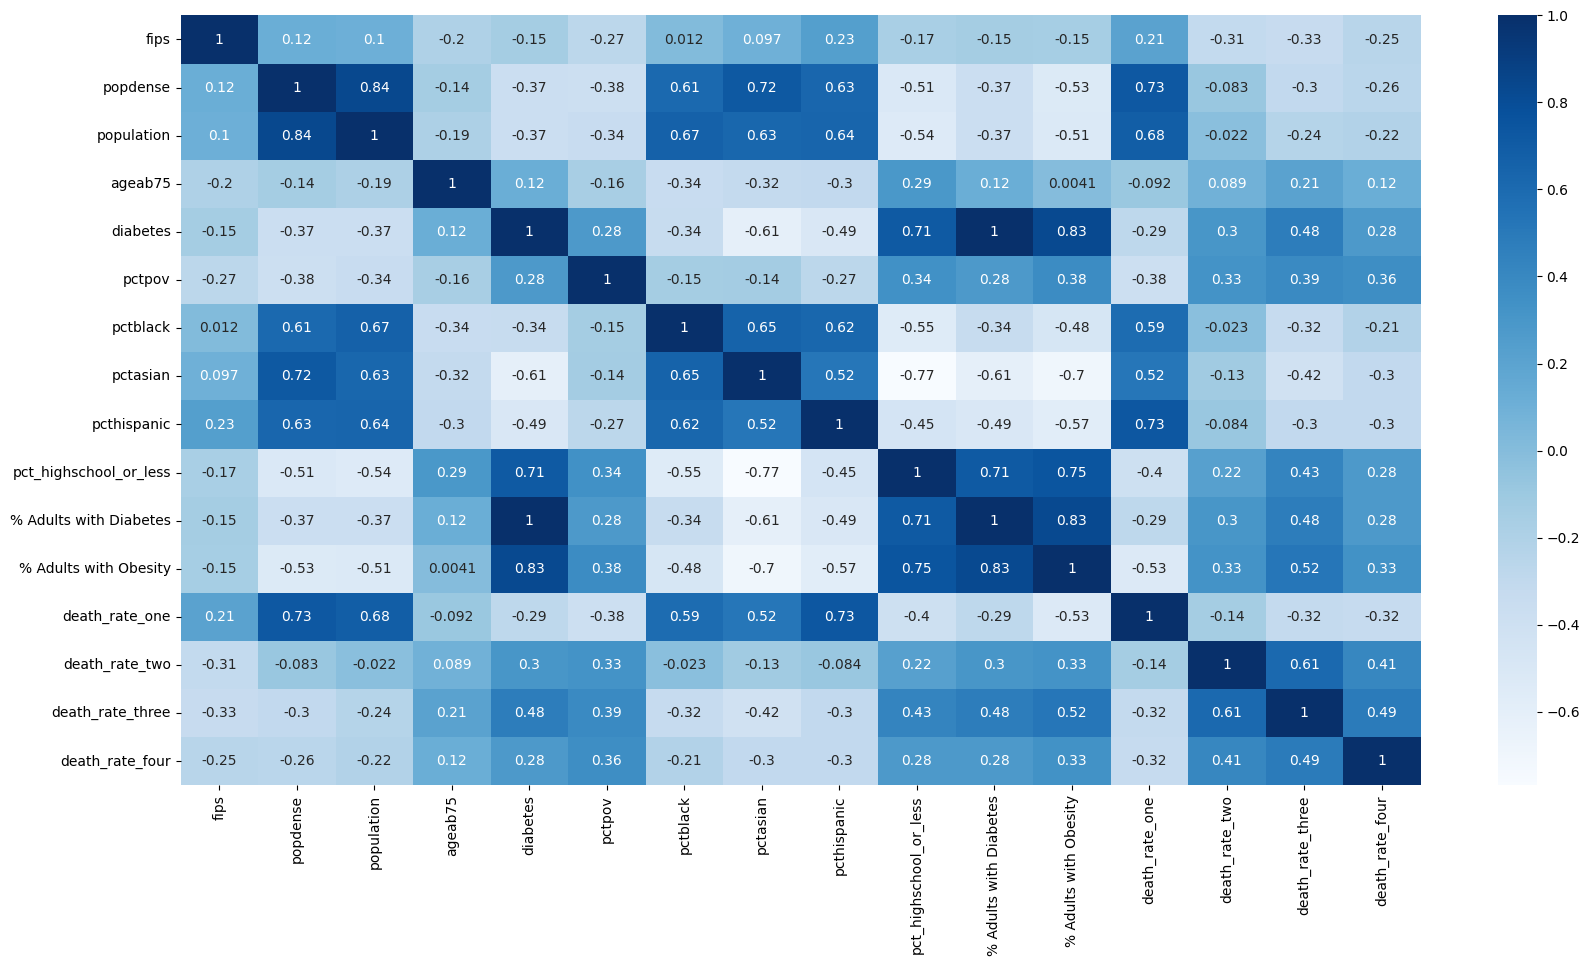 fips 1 0.12 0.1 -0.2 -0.15 -0.27 0.012 0.097 0.23 -0.17 -0.15 -0.15 0.21 -0.31 -0.33 -0.25
popdense 0.12 1 0.84 -0.14 -0.37 -0.38 0.61 0.72 0.63 -0.51 -0.37 -0.53 0.73 -0.083 -0.3 -0.26
population 0.1 0.84 1 -0.19 -0.37 -0.34 0.67 0.63 0.64 -0.54 -0.37 -0.51 0.68 -0.022 -0.24 -0.22
ageab75 -0.2 -0.14 -0.19 1 0.12 -0.16 -0.34 -0.32 -0.3 0.29 0.12 0.0041 -0.092 0.089 0.21 0.12
diabetes -0.15 -0.37 -0.37 0.12 1 0.28 -0.34 -0.61 -0.49 0.71 1 0.83 -0.29 0.3 0.48 0.28
pctpov -0.27 -0.38 -0.34 -0.16 0.28 1 -0.15 -0.14 -0.27 0.34 0.28 0.38 -0.38 0.33 0.39 0.36
pctblack 0.012 0.61 0.67 -0.34 -0.34 -0.15 1 0.65 0.62 -0.55 -0.34 -0.48 0.59 -0.023 -0.32 -0.21
pctasian 0.097 0.72 0.63 -0.32 -0.61 -0.14 0.65 1 0.52 -0.77 -0.61 -0.7 0.52 -0.13 -0.42 -0.3
pcthispanic 0.23 0.63 0.64 -0.3 -0.49 -0.27 0.62 0.52 1 -0.45 -0.49 -0.57 0.73 -0.084 -0.3 -0.3
pct_highschool_or_less -0.17 -0.51 -0.54 0.29 0.71 0.34 -0.55 -0.77 -0.45 1 0.71 0.75 -0.4 0.22 0.43 0.28
% Adults with Diabetes -0.15 -0.37 -0.37 0.12 1 0.28 -0.34 -0.61 -0.49 0.71 1 0.83 -0.29 0.3 0.48 0.28
% Adults with Obesity -0.15 -0.53 -0.51 0.0041 0.83 0.38 -0.48 -0.7 -0.57 0.75 0.83 1 -0.53 0.33 0.52 0.33
death_rate_one 0.21 0.73 0.68 -0.092 -0.29 -0.38 0.59 0.52 0.73 -0.4 -0.29 -0.53 1 -0.14 -0.32 -0.32
death_rate_two -0.31 -0.083 -0.022 0.089 0.3 0.33 -0.023 -0.13 -0.084 0.22 0.3 0.33 -0.14 1 0.61 0.41
death_rate_three -0.33 -0.3 -0.24 0.21 0.48 0.39 -0.32 -0.42 -0.3 0.43 0.48 0.52 -0.32 0.61 1 0.49
death_rate_four -0.25 -0.26 -0.22 0.12 0.28 0.36 -0.21 -0.3 -0.3 0.28 0.28 0.33 -0.32 0.41 0.49 1
fips
popdense
population
ageab75
diabetes
pctpov
pctblack
pctasian
pcthispanic
pct_highschool_or_less
% Adults with Diabetes
% Adults with Obesity
death_rate_one
death_rate_two
death_rate_three
death_rate_four
1.0
0.8
0.6
0.4
0.2
0.0
−0.2
−0.4
−0.6